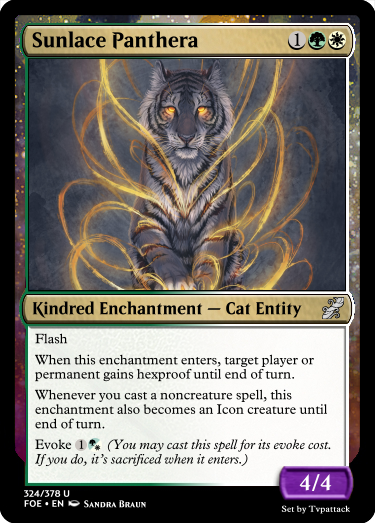 Sunlace Panthera 1
Kindred Enchantment — Cat Entity
Flash
When this enchantment enters, target player or
permanent gains hexproof until end of turn.
Whenever you cast a noncreature spell, this
enchantment also becomes an Icon creature until
end of turn.
Evoke 1 (You may cast this spell for its evoke cost.
If you do, it's sacrificed when it enters.)
4/4
324/378 U
FOE • EN Sandra Braun
Set by Tvpattack